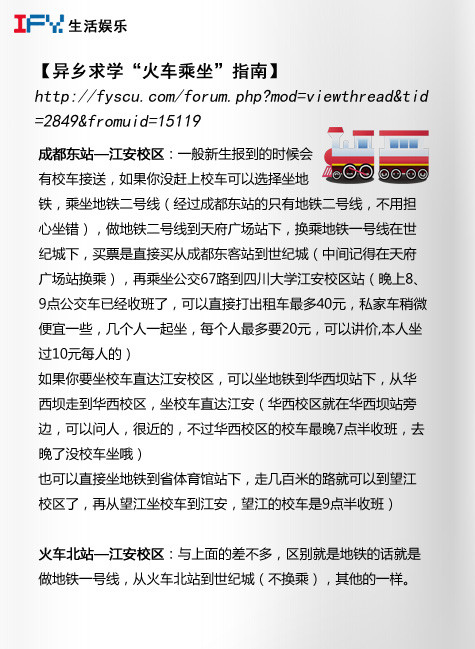 IFY 生活娱乐
【异乡求学“火车乘坐”指南】
http://fyscu.com/forum.php?mod=viewthread&tid
=2849&fromuid=15119
成都东站—江安校区：一般新生报到的时候会
有校车接送，如果你没赶上校车可以选择坐地
铁，乘坐地铁二号线（经过成都东站的只有地铁二号线，不用担
心坐错），做地铁二号线到天府广场站下，换乘地铁一号线在世
纪城下，买票是直接买从成都东客站到世纪城（中间记得在天府
广场站换乘），再乘坐公交67路到四川大学江安校区站（晚上8、
9点公交车已经收班了，可以直接打出租车最多40元，私家车稍微
便宜一些，几个人一起坐，每个人最多要20元，可以讲价,本人坐
过10元每人的）
如果你要坐校车直达江安校区，可以坐地铁到华西坝站下，从华
西坝走到华西校区，坐校车直达江安（华西校区就在华西坝站旁
边，可以问人，很近的，不过华西校区的校车最晚7点半收班，去
晚了没校车坐哦）
也可以直接坐地铁到省体育馆站下，走几百米的路就可以到望江
校区了，再从望江坐校车到江安，望江的校车是9点半收班）
火车北站—江安校区：与上面的差不多，区别就是地铁的话就是
做地铁一号线，从火车北站到世纪城（不换乘），其他的一样。